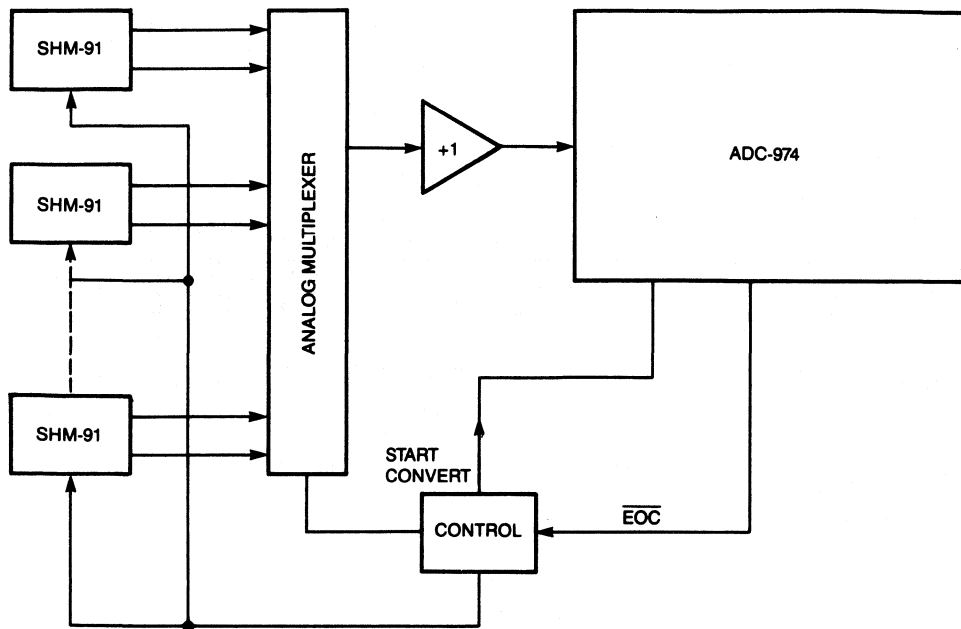 SHM-91
SHM-91
SHM-91
ANALOG MULTIPLEXER
+1
ADC-974
START
CONVERT
CONTROL
EOC